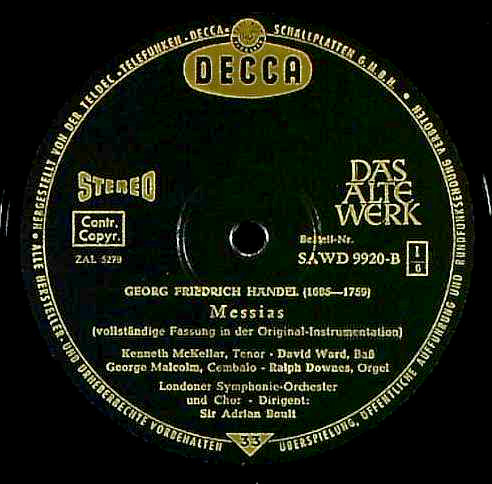 HERGESTELLT VON DER TELDEC »TELEFUNKEN-DECCA« SCHALLPLATTEN G.M.B.H. •
DECCA
STEREO
DAS
ALTE
WERK
Contr.
Copyr.
ZAL 5279
Bestell-Nr.
SAWD 9920-B
GEORG FRIEDRICH HÄNDEL (1685—1759)
Messias
(vollständige Fassung in der Original-Instrumentation)
Kenneth McKellar, Tenor · David Ward, Baß
George Malcolm, Cembalo · Ralph Downes, Orgel
Londoner Symphonie-Orchester
und Chor · Dirigent:
Sir Adrian Boult
33
• ALLE HERSTELLER- UND URHEBERRECHTE VORBEHALTEN
ÜBERSPIELUNG, ÖFFENTLICHE AUFFÜHRUNG UND RUNDFUNKSENDUNG VERBOTEN